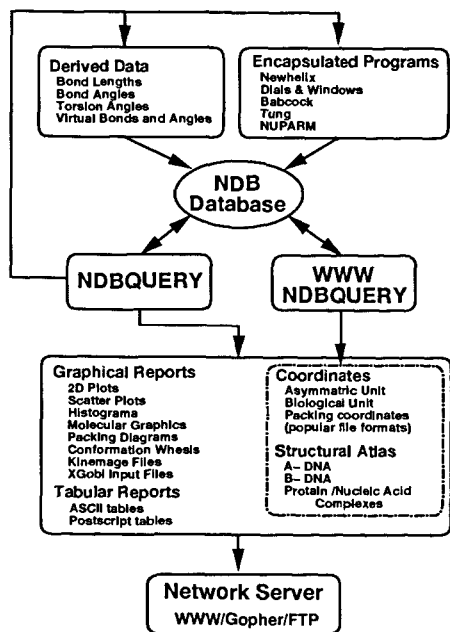 Derived Data
Bond Lengths
Bond Angles
Torsion Angles
Virtual Bonds and Angles
Encapsulated Programs
Newhelix
Dials & Windows
Babcock
Tung
NUPARM
NDB
Database
NDBQUERY
WWW
NDBQUERY
Graphical Reports
2D Plots
Scatter Plots
Histograma
Molecular Graphics
Packing Diagrams
Conformation Whesls
Kinemage Files
XGobi Input Files
Tabular Reports
ASCII tables
Postscript tables
Coordinates
Asymmatric Unit
Biological Unit
Packing coordinates
(popular file formats)
Structural Atlas
A- DNA
B- DNA
Protein /Nucleic Acid
Complexes
Network Server
WWW/Gopher/FTP